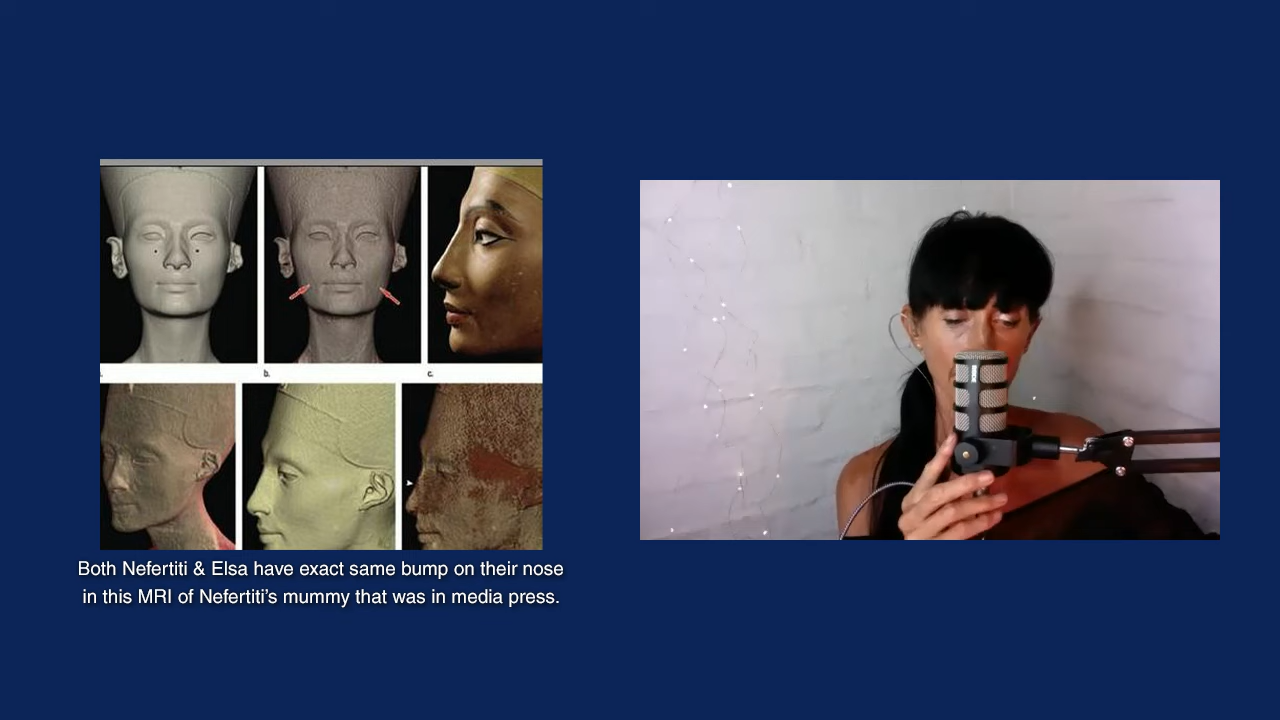 b.
c.
Both Nefertiti & Elsa have exact same bump on their nose
in this MRI of Nefertiti's mummy that was in media press.